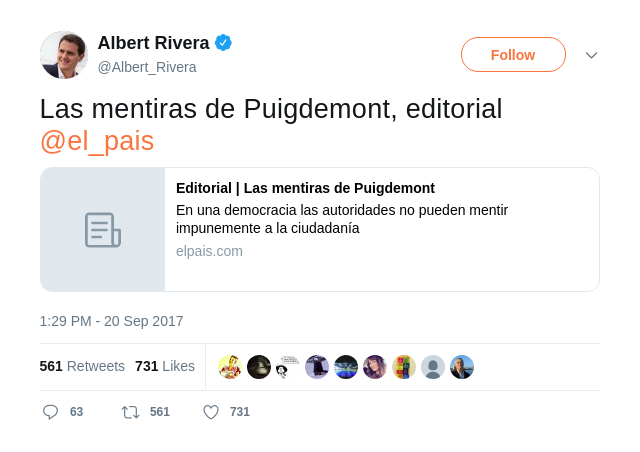 Albert Rivera
@Albert_Rivera
Follow
Las mentiras de Puigdemont, editorial
@el_pais
Editorial | Las mentiras de Puigdemont
En una democracia las autoridades no pueden mentir
impunemente a la ciudadanía
elpais.com
1:29 PM - 20 Sep 2017
561 Retweets 731 Likes
63 561 731